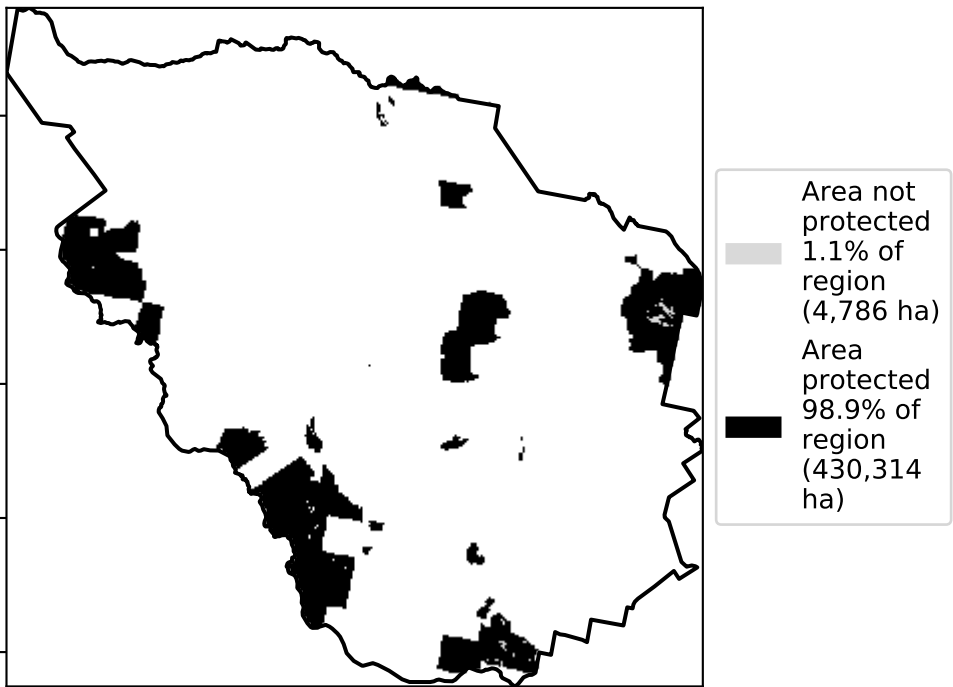 Area not
protected
1.1% of
region
(4,786 ha)
Area
protected
98.9% of
region
(430,314
ha)